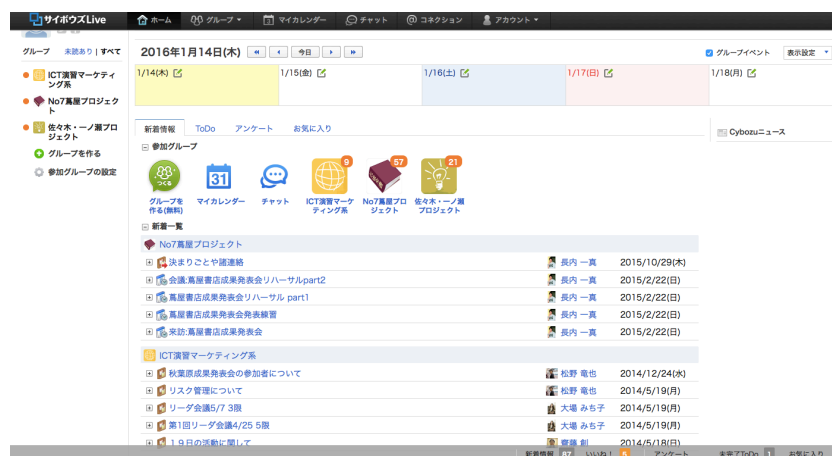 サイボウズLive ホーム グループ マイカレンダー チャット コネクション アカウント
グループ 未読あり | すべて
ICT演習マーケティ
ング系
No7蔦屋プロジェク
ト
佐々木・一ノ瀬プロ
ジェクト
グループを作る
参加グループの設定
2016年1月14日(木) 今日
グループイベント 表示設定
1/14(木) 1/15(金) 1/16(土) 1/17(日) 1/18(月)
新着情報 ToDo アンケート お気に入り
Cybozuニュース
参加グループ
つくる 31 9 57 21
グループを
作る(無料)
マイカレンダー
チャット
ICT演習マーケ
ティング系
No7蔦屋プロ
ジェクト
佐々木・一ノ瀬
プロジェクト
新着一覧
No7蔦屋プロジェクト
決まりごとや諸連絡 長内 一真 2015/10/29(木)
会議:蔦屋書店成果発表会リハーサルpart2 長内 一真 2015/2/22(日)
蔦屋書店成果発表会リハーサル part1 長内 一真 2015/2/22(日)
蔦屋書店成果発表会発表練習 長内 一真 2015/2/22(日)
来訪:蔦屋書店成果発表会 長内 一真 2015/2/22(日)
ICT演習マーケティング系
秋葉原成果発表会の参加者について 松野 竜也 2014/12/24(水)
リスク管理について 松野 竜也 2014/5/19(月)
リーダ会議5/7 3限 大場 みち子 2014/5/19(月)
第1回リーダ会議4/25 5限 大場 みち子 2014/5/19(月)
19日の活動に関して 齋藤 創 2014/5/18(日)
新着情報 87 いいね! 5 アンケート 未完了ToDo 1 お気に入り